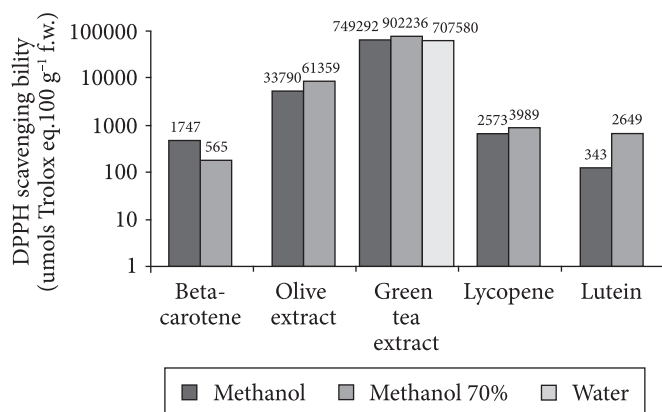 DPPH scavenging bility
(umols Trolox eq.100 g⁻¹ f.w.)
100000
10000
1000
100
10
1
1747
565
33790
61359
749292
902236
707580
2573
3989
343
2649
Beta-
carotene
Olive
extract
Green
tea
extract
Lycopene
Lutein
Methanol
Methanol 70%
Water